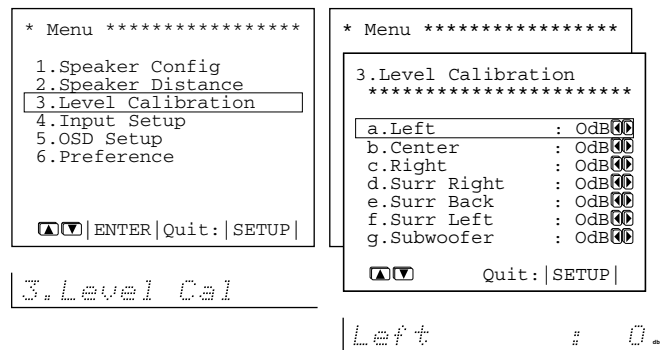 * Menu *****************
1.Speaker Config
2.Speaker Distance
3.Level Calibration
4.Input Setup
5.OSD Setup
6.Preference
▲▼|ENTER|Quit:|SETUP|
3.Level Cal
* Menu *****************
3.Level Calibration
***********************
a.Left : 0dB◀▶
b.Center : 0dB◀▶
c.Right : 0dB◀▶
d.Surr Right : 0dB◀▶
e.Surr Back : 0dB◀▶
f.Surr Left : 0dB◀▶
g.Subwoofer : 0dB◀▶
▲▼ Quit:|SETUP|
Left : 0.